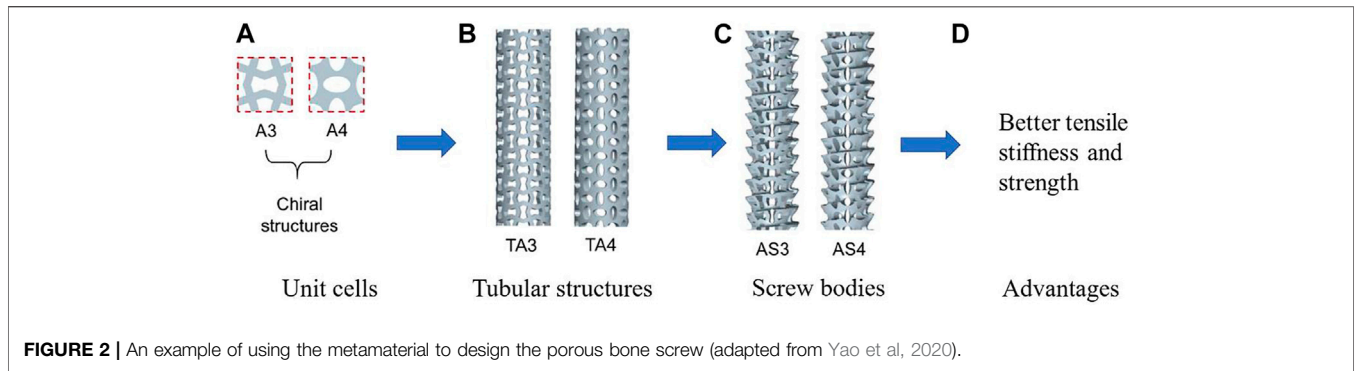 A
B
C
D
A3
A4
Chiral
structures
TA3
TA4
AS3
AS4
Better tensile
stiffness and
strength
Unit cells
Tubular structures
Screw bodies
Advantages
FIGURE 2 | An example of using the metamaterial to design the porous bone screw (adapted from Yao et al, 2020).